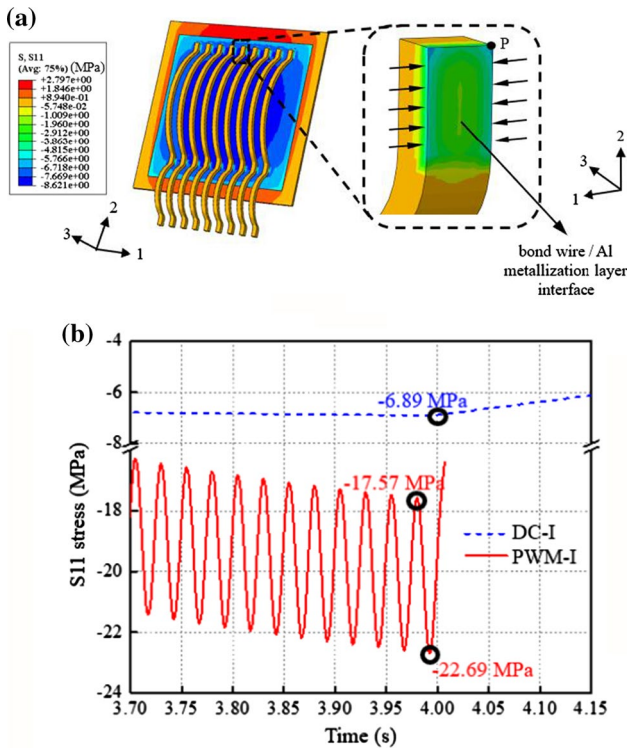 (a)
S, S11
(Avg: 75%) (MPa)
+2.797e+00
+1.846e+00
+8.940e-01
-5.748e-02
-1.009e+00
-1.960e+00
-2.912e+00
-3.863e+00
-4.815e+00
-5.766e+00
-6.718e+00
-7.669e+00
-8.621e+00
P
2
3
1
2
3
1
bond wire / Al
metallization layer
interface
(b)
-4
-6
-8
-18
-20
-22
-24
S11 stress (MPa)
-6.89 MPa
-17.57 MPa
DC-I
PWM-I
-22.69 MPa
3.70 3.75 3.80 3.85 3.90 3.95 4.00 4.05 4.10 4.15
Time (s)